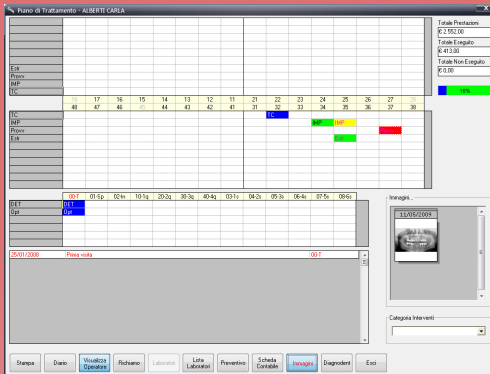 Piano di Trattamento - ALBERTI CARLA
Totale Prestazioni
€ 2.552,00
Totale Eseguito
€ 413,00
Totale Non Eseguito
€ 0,00
16%
Estr
Provv
IMP
TC
18 17 16 15 14 13 12 11 21 22 23 24 25 26 27 28
48 47 46 45 44 43 42 41 31 32 33 34 35 36 37 38
TC TC
IMP IMP IMP
Provv
Estr
00-T 01-5p 02-Is 10-1q 20-2q 30-3q 40-4q 03-1s 04-2s 05-3s 06-4s 07-5s 08-6s
DET DET
Opt Opt
25/01/2008 Prima visita 00-T
Immagini...
11/05/2009
Categoria Interventi
Stampa
Diario
Visualizza Operatore
Richiamo
Laboratori
Lista Laboratori
Preventivo
Scheda Contabile
Immagini
Diagnodent
Esci